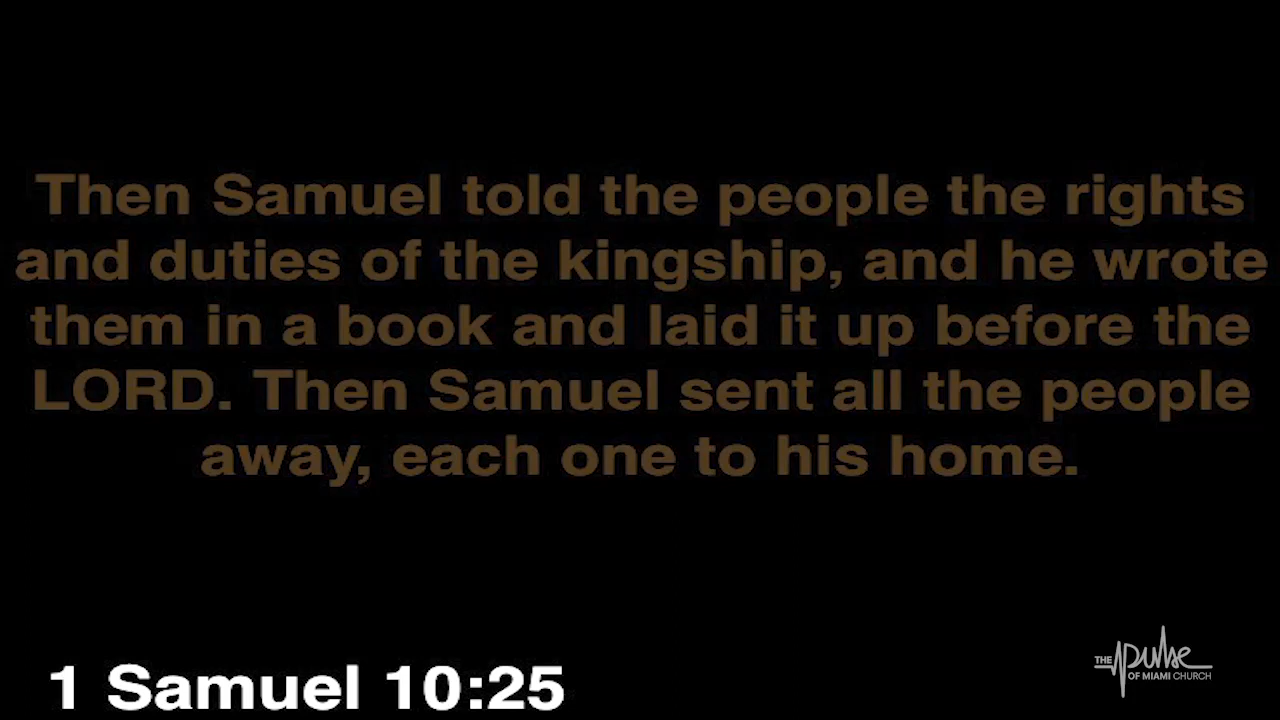 Then Samuel told the people the rights
and duties of the kingship, and he wrote
them in a book and laid it up before the
LORD. Then Samuel sent all the people
away, each one to his home.
1 Samuel 10:25
THE pulse
OF MIAMI CHURCH